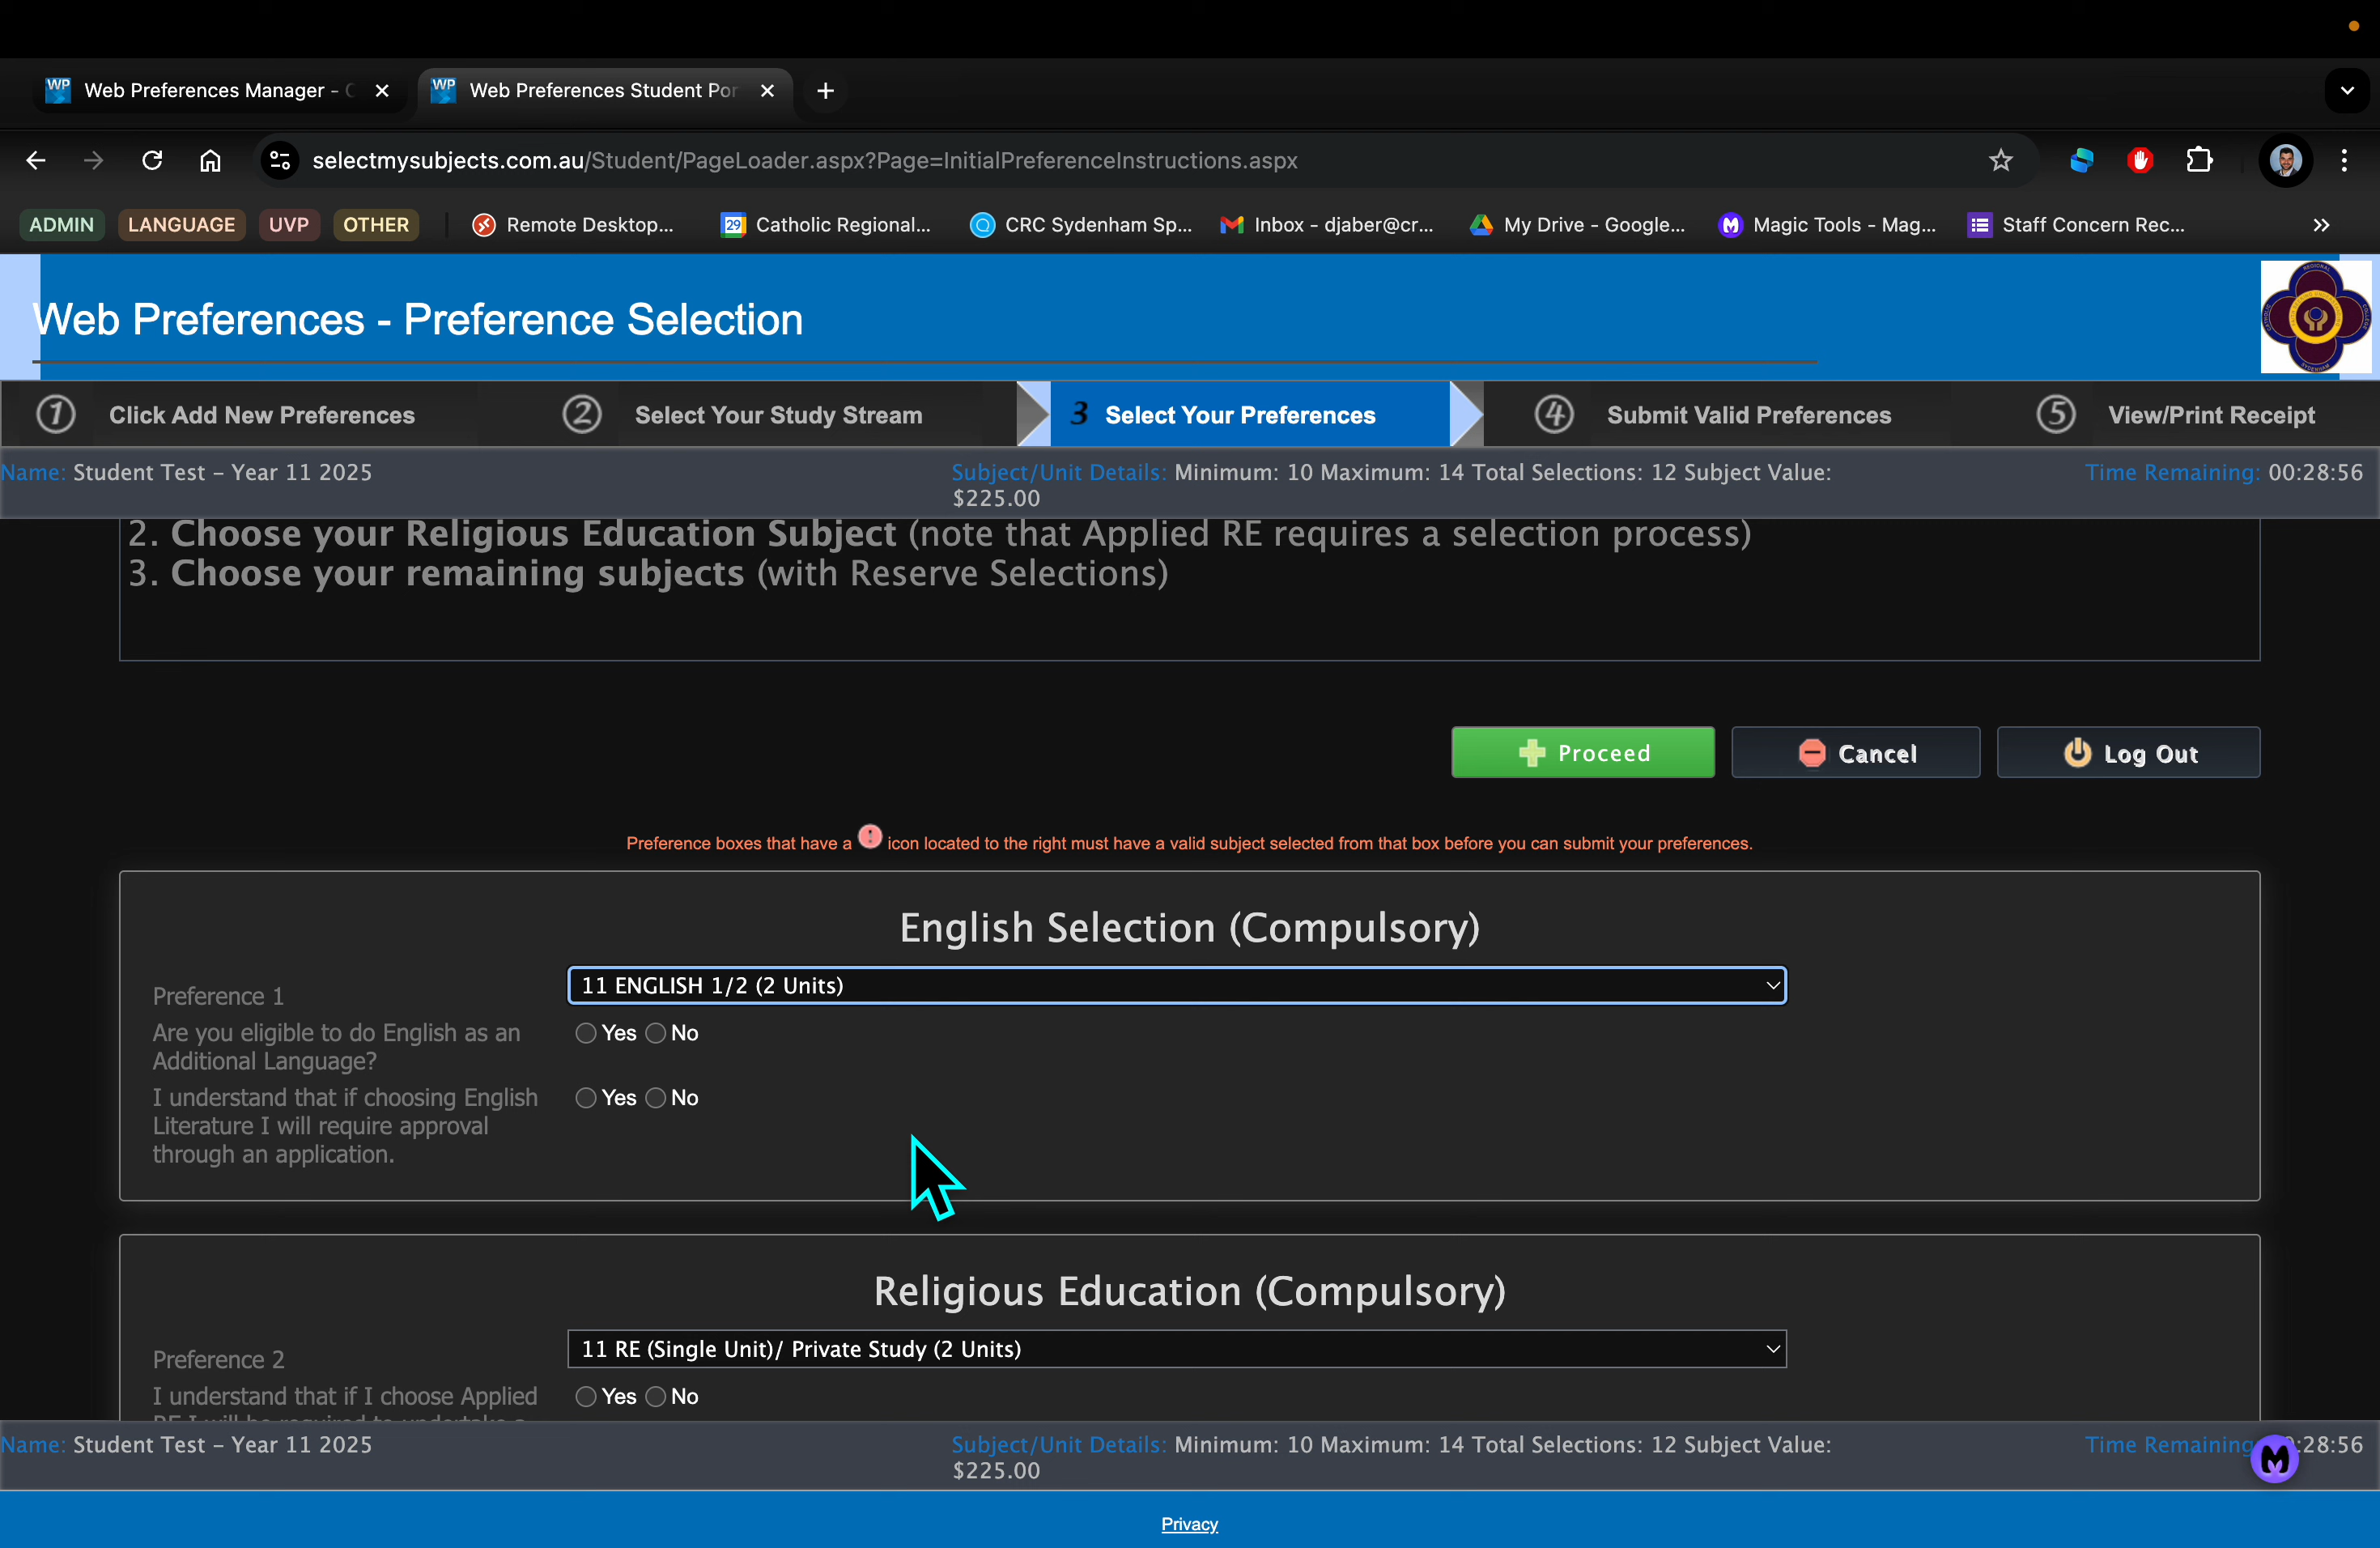 Web Preferences Manager - C
Web Preferences Student Por
selectmysubjects.com.au/Student/PageLoader.aspx?Page=InitialPreferenceInstructions.aspx
ADMIN LANGUAGE UVP OTHER Remote Desktop... Catholic Regional... CRC Sydenham Sp... Inbox - djaber@cr... My Drive - Google... Magic Tools - Mag... Staff Concern Rec...
Web Preferences - Preference Selection
1 Click Add New Preferences 2 Select Your Study Stream 3 Select Your Preferences 4 Submit Valid Preferences 5 View/Print Receipt
Name: Student Test – Year 11 2025 Subject/Unit Details: Minimum: 10 Maximum: 14 Total Selections: 12 Subject Value: Time Remaining: 00:28:56
$225.00
2. Choose your Religious Education Subject (note that Applied RE requires a selection process)
3. Choose your remaining subjects (with Reserve Selections)
Proceed Cancel Log Out
Preference boxes that have a ! icon located to the right must have a valid subject selected from that box before you can submit your preferences.
English Selection (Compulsory)
Preference 1 11 ENGLISH 1/2 (2 Units)
Are you eligible to do English as an Yes No
Additional Language?
I understand that if choosing English Yes No
Literature I will require approval
through an application.
Religious Education (Compulsory)
Preference 2 11 RE (Single Unit)/ Private Study (2 Units)
I understand that if I choose Applied Yes No
Name: Student Test – Year 11 2025 Subject/Unit Details: Minimum: 10 Maximum: 14 Total Selections: 12 Subject Value: Time Remaining :28:56
$225.00
Privacy